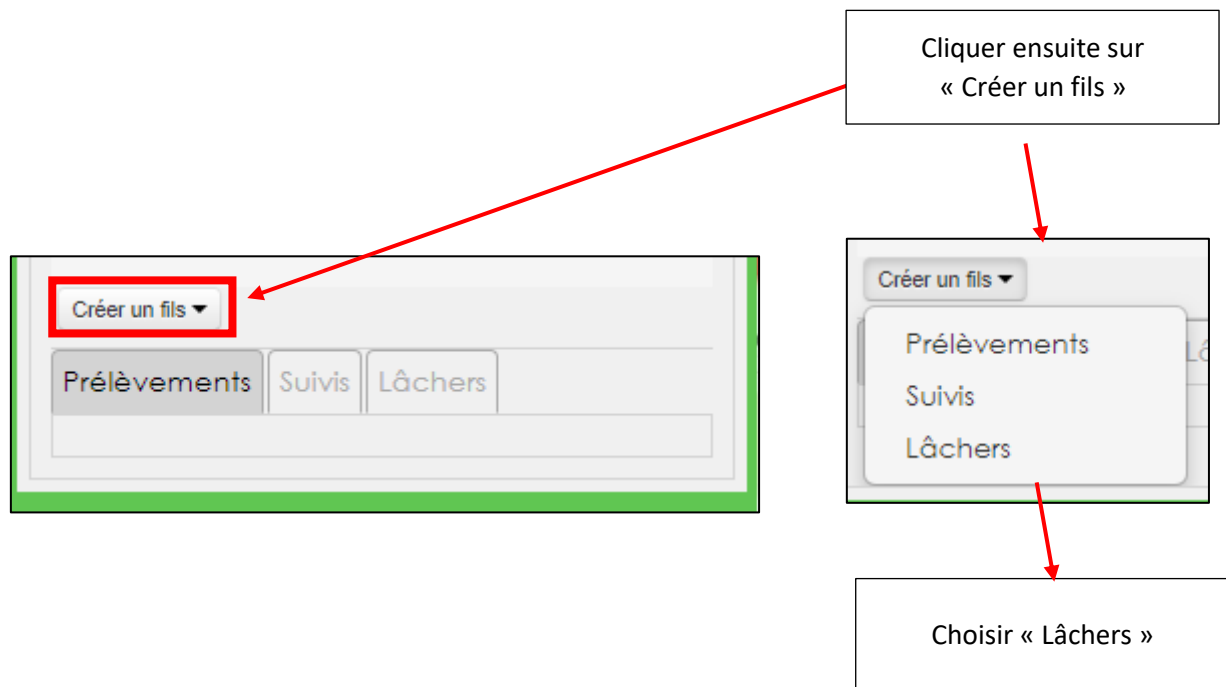 Cliquer ensuite sur
« Créer un fils »
Créer un fils
Prélèvements Suivis Lâchers
Créer un fils
Prélèvements
Suivis
Lâchers
Lâ
Choisir « Lâchers »